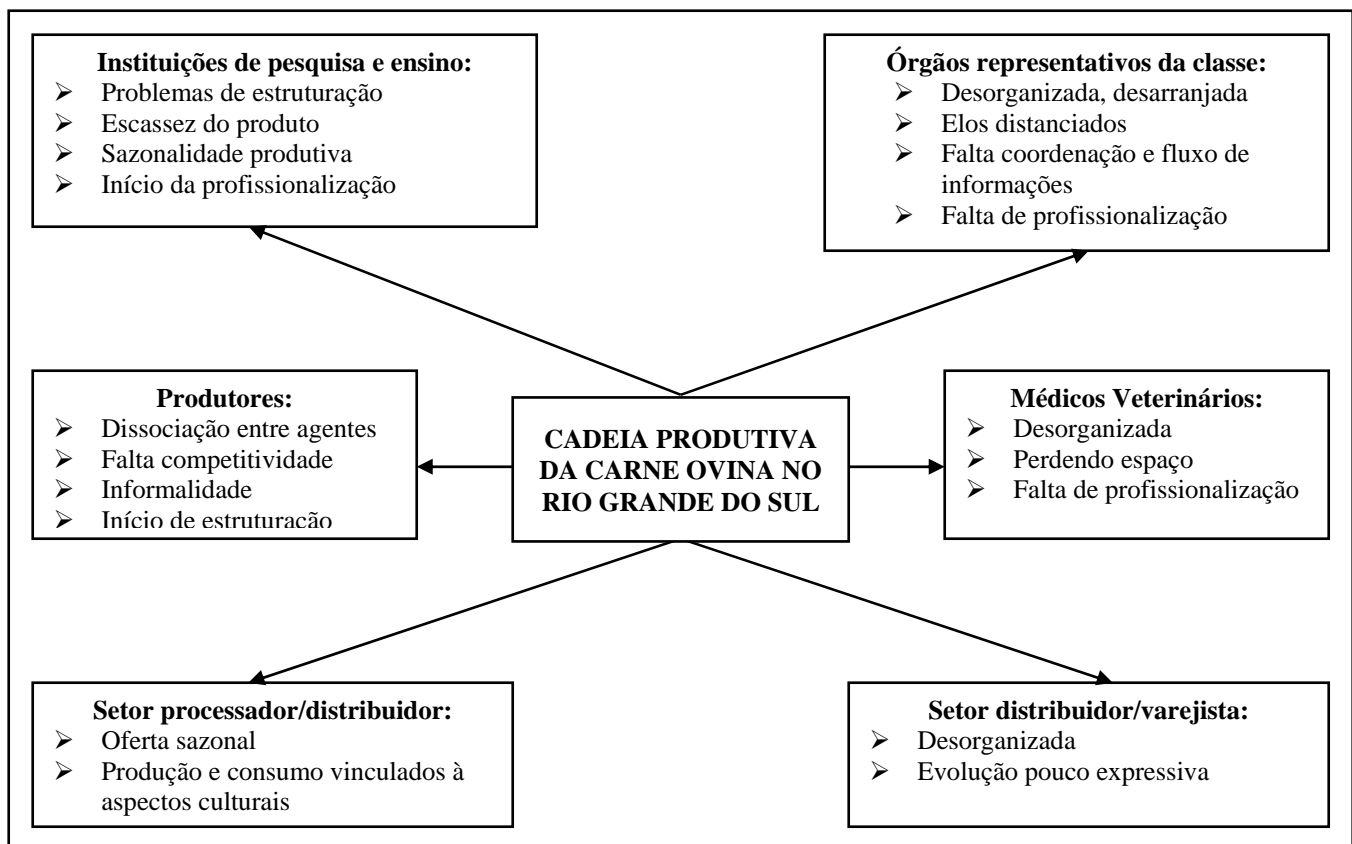 Instituições de pesquisa e ensino:
➢ Problemas de estruturação
➢ Escassez do produto
➢ Sazonalidade produtiva
➢ Início da profissionalização
Órgãos representativos da classe:
➢ Desorganizada, desarranjada
➢ Elos distanciados
➢ Falta coordenação e fluxo de
informações
➢ Falta de profissionalização
Produtores:
➢ Dissociação entre agentes
➢ Falta competitividade
➢ Informalidade
➢ Início de estruturação
CADEIA PRODUTIVA
DA CARNE OVINA NO
RIO GRANDE DO SUL
Médicos Veterinários:
➢ Desorganizada
➢ Perdendo espaço
➢ Falta de profissionalização
Setor processador/distribuidor:
➢ Oferta sazonal
➢ Produção e consumo vinculados à
aspectos culturais
Setor distribuidor/varejista:
➢ Desorganizada
➢ Evolução pouco expressiva